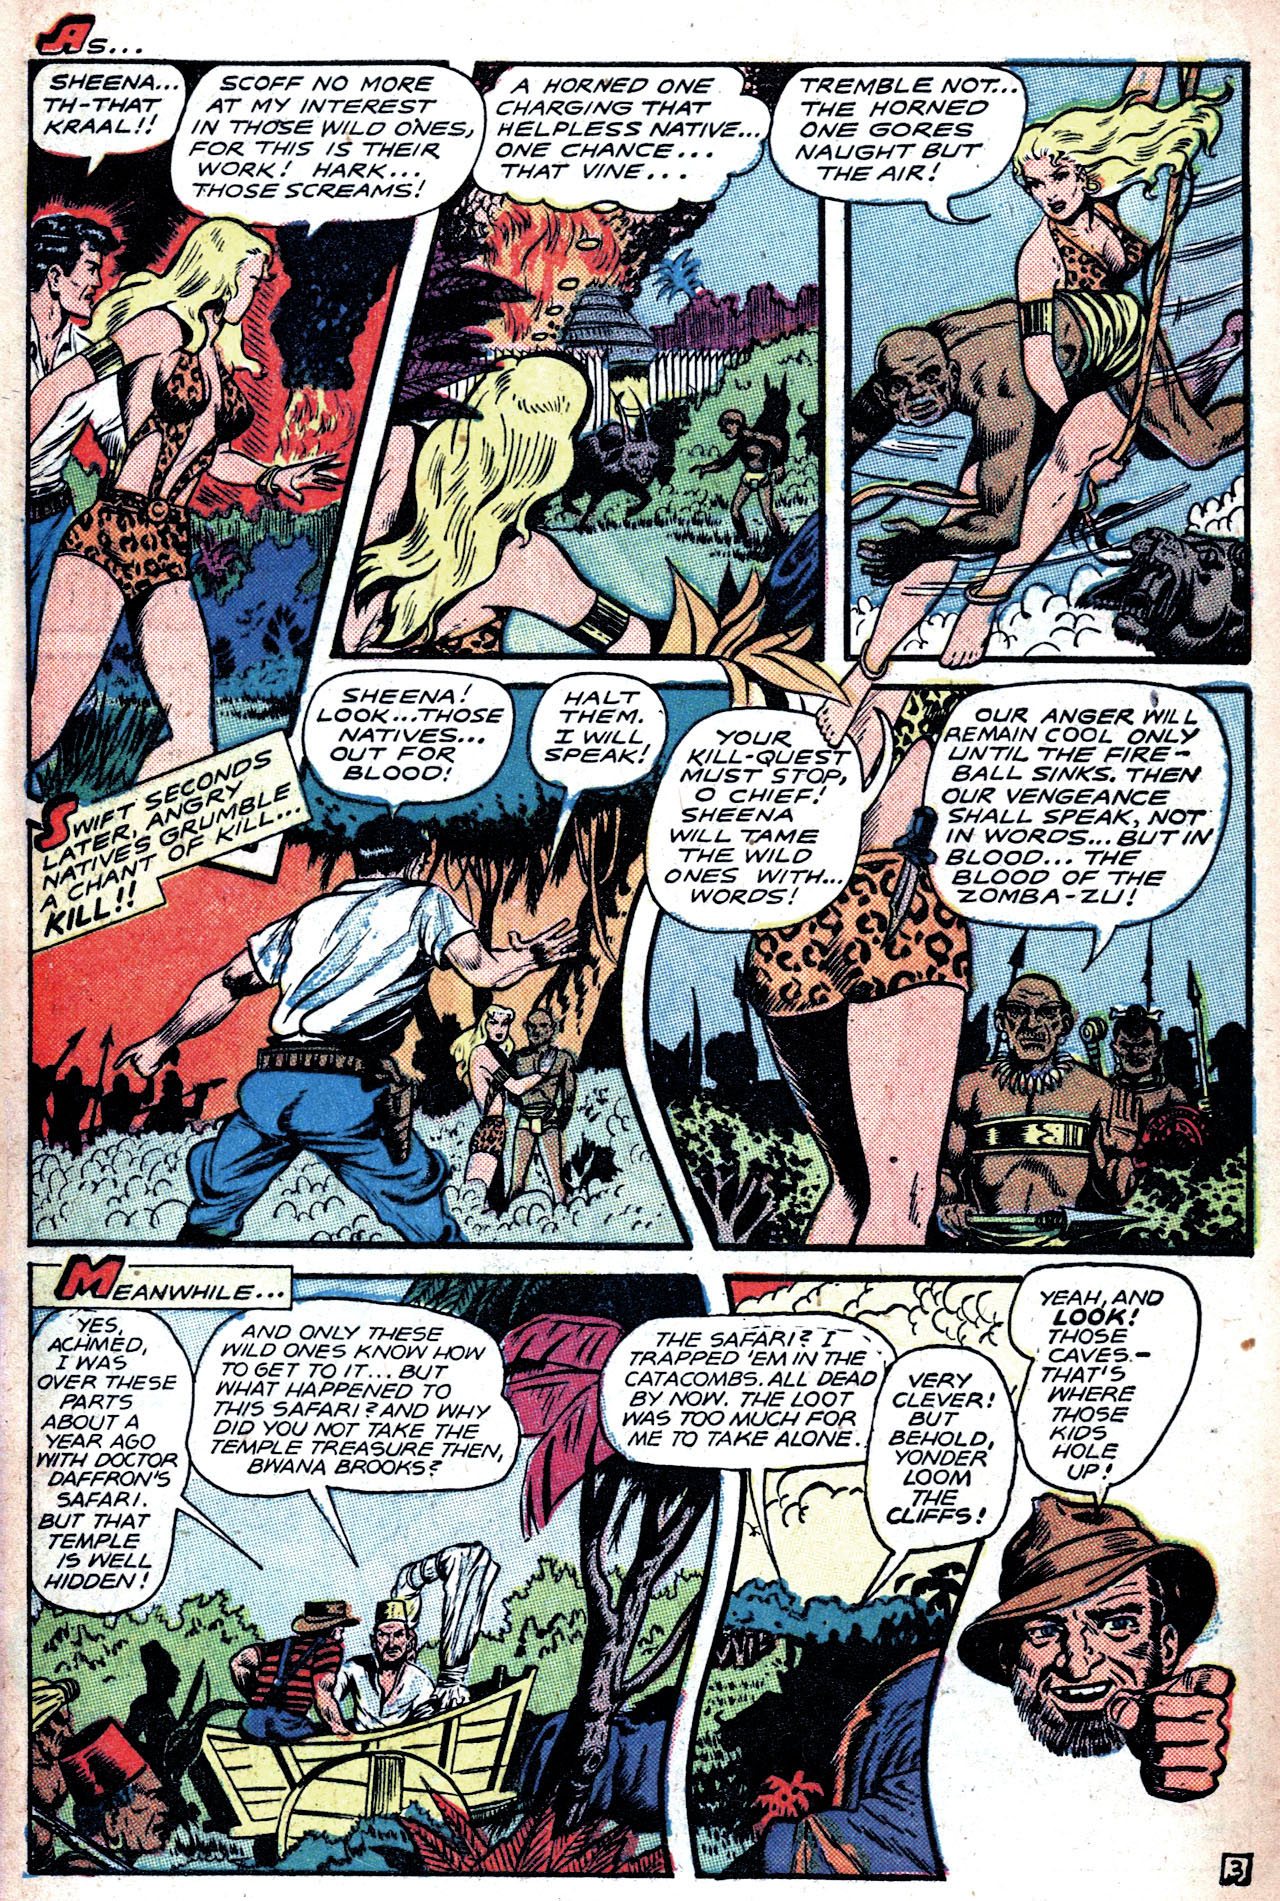 AS...
SHEENA...
TH-THAT
KRAAL!!
SCOFF NO MORE
AT MY INTEREST
IN THOSE WILD ONES,
FOR THIS IS THEIR
WORK! HARK...
THOSE SCREAMS!
A HORNED ONE
CHARGING THAT
HELPLESS NATIVE...
ONE CHANCE...
THAT VINE...
TREMBLE NOT...
THE HORNED
ONE GORES
NAUGHT BUT
THE AIR!
SWIFT SECONDS
LATER, ANGRY
NATIVES GRUMBLE
A CHANT OF KILL...
KILL!!
SHEENA!
LOOK...THOSE
NATIVES...
OUT FOR
BLOOD!
HALT
THEM.
I WILL
SPEAK!
YOUR
KILL-QUEST
MUST STOP,
O CHIEF!
SHEENA
WILL TAME
THE WILD
ONES WITH...
WORDS!
OUR ANGER WILL
REMAIN COOL ONLY
UNTIL THE FIRE-
BALL SINKS. THEN
OUR VENGEANCE
SHALL SPEAK, NOT
IN WORDS... BUT IN
BLOOD... THE
BLOOD OF THE
ZOMBA-ZU!
MEANWHILE...
YES,
ACHMED,
I WAS
OVER THESE
PARTS
ABOUT A
YEAR AGO
WITH DOCTOR
DAFFRON'S
SAFARI.
BUT THAT
TEMPLE
IS WELL
HIDDEN!
AND ONLY THESE
WILD ONES KNOW HOW
TO GET TO IT... BUT
WHAT HAPPENED TO
THIS SAFARI? AND WHY
DID YOU NOT TAKE THE
TEMPLE TREASURE THEN,
BWANA BROOKS?
THE SAFARI? I
TRAPPED 'EM IN THE
CATACOMBS. ALL DEAD
BY NOW. THE LOOT
WAS TOO MUCH FOR
ME TO TAKE ALONE.
VERY
CLEVER!
BUT
BEHOLD,
YONDER
LOOM
THE
CLIFFS!
YEAH, AND
LOOK!
THOSE
CAVES-
THAT'S
WHERE
THOSE
KIDS
HOLE
UP!
3